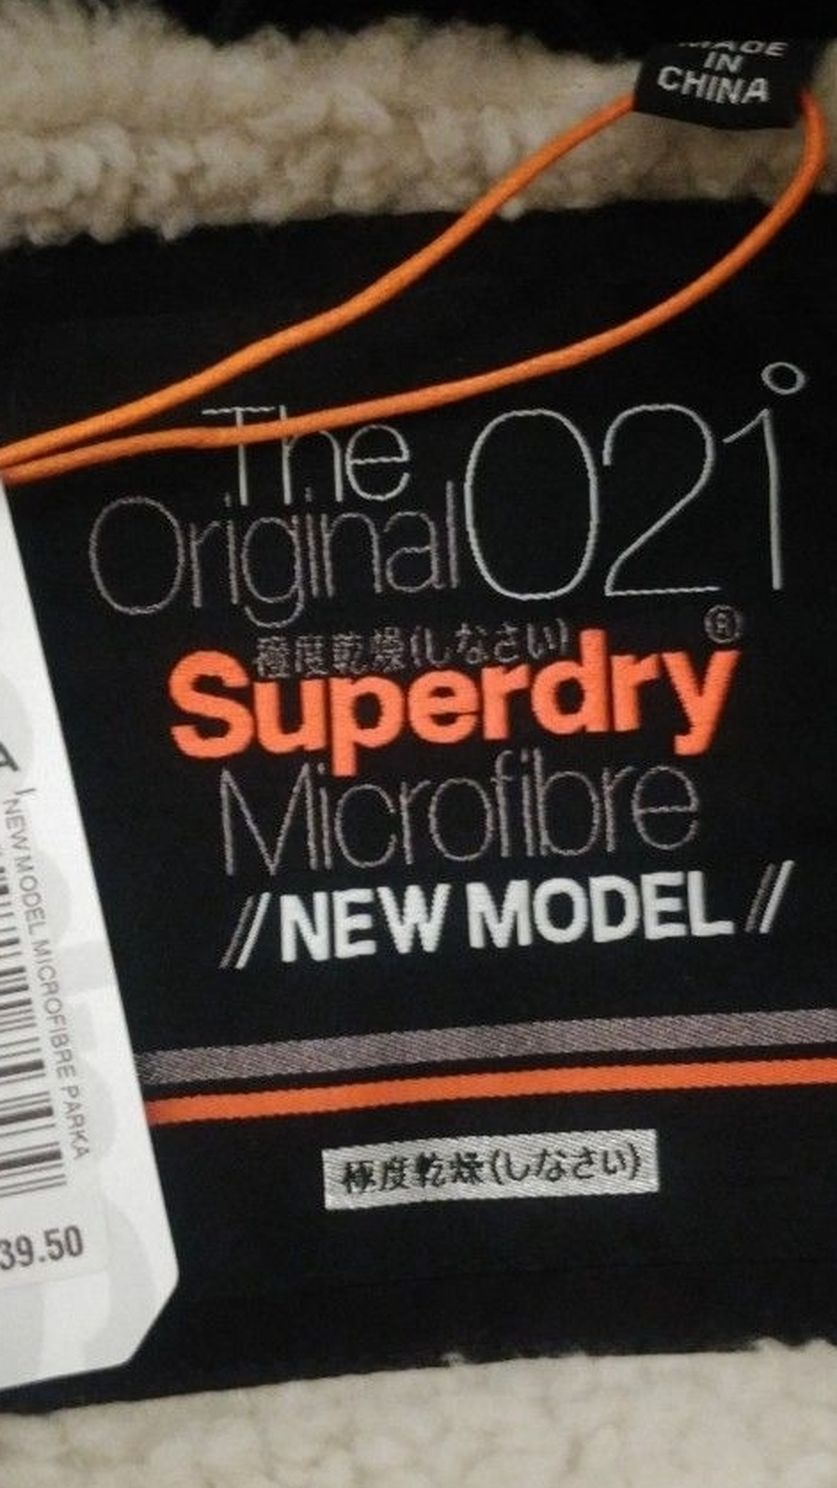 MADE
IN
CHINA
The
Original 021
極度乾燥(しなさい)
Superdry®
Microfibre
//NEW MODEL//
極度乾燥(しなさい)
NEW MODEL MICROFIBRE PARKA
39.50